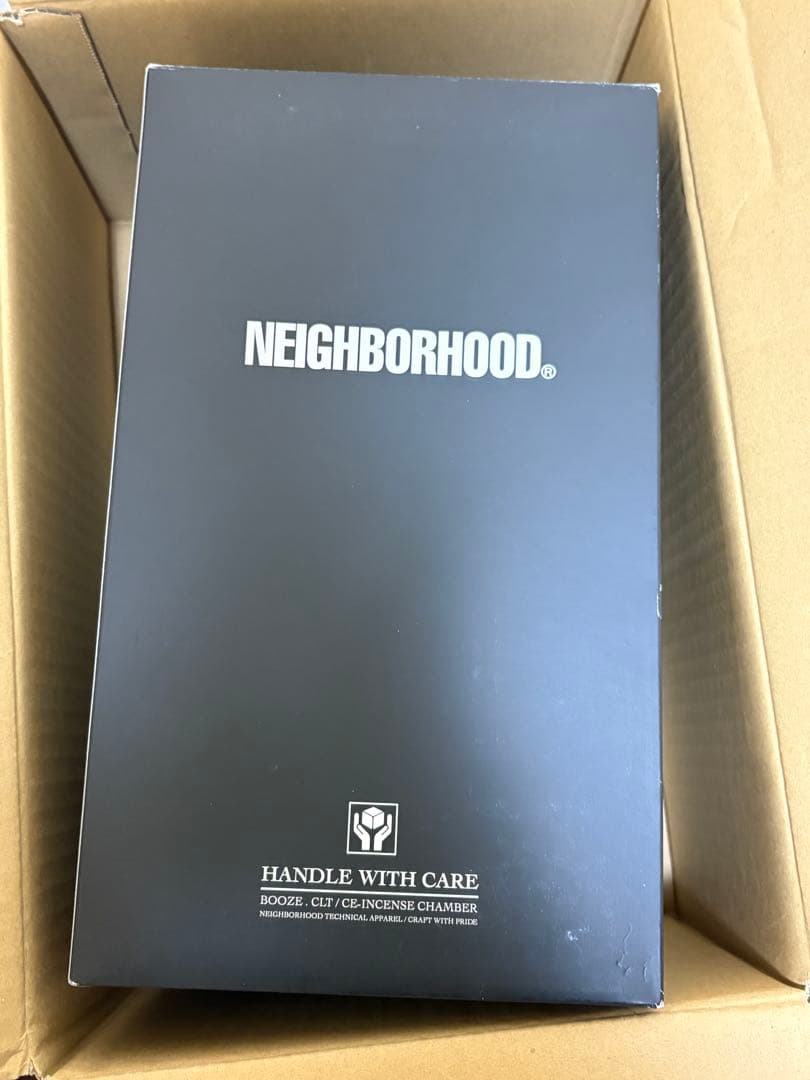 NEIGHBORHOOD®
HANDLE WITH CARE
BOOZE . CLT / CE-INCENSE CHAMBER
NEIGHBORHOOD TECHNICAL APPAREL / CRAFT WITH PRIDE